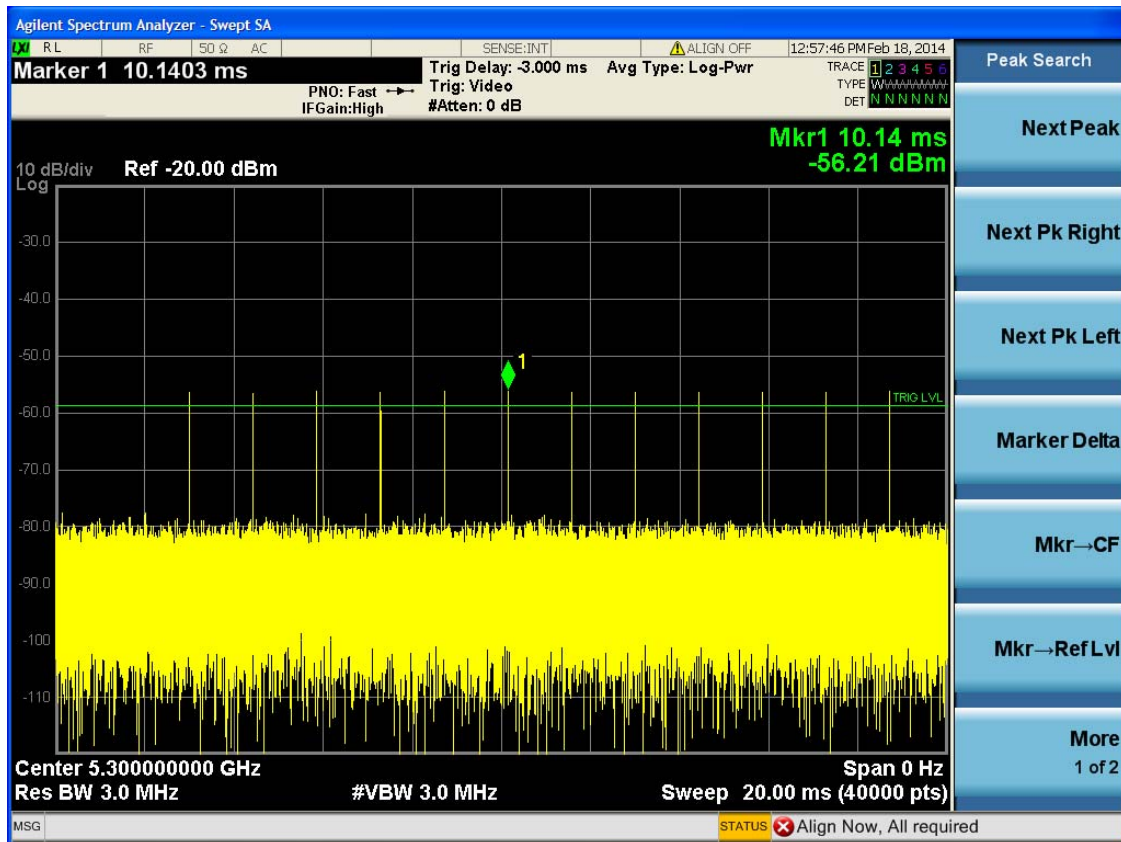 Agilent Spectrum Analyzer - Swept SA
LXI RL RF 50 Ω AC SENSE:INT ALIGN OFF 12:57:46 PM Feb 18, 2014
Marker 1 10.1403 ms
PNO: Fast
IFGain:High
Trig Delay: -3.000 ms
Trig: Video
#Atten: 0 dB
Avg Type: Log-Pwr
TRACE 1 2 3 4 5 6
TYPE W
DET N N N N N N
Peak Search
Mkr1 10.14 ms
-56.21 dBm
10 dB/div Ref -20.00 dBm
Log
-30.0
-40.0
-50.0
-60.0
-70.0
-80.0
-90.0
-100
-110
1
TRIG LVL
Next Peak
Next Pk Right
Next Pk Left
Marker Delta
Mkr→CF
Mkr→Ref Lvl
More
1 of 2
Center 5.300000000 GHz Span 0 Hz
Res BW 3.0 MHz #VBW 3.0 MHz Sweep 20.00 ms (40000 pts)
MSG STATUS Align Now, All required